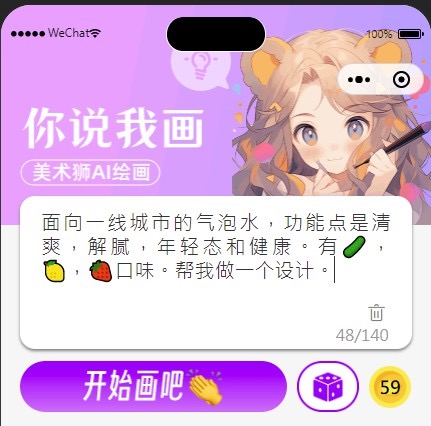 WeChat
100%
你说我画
美术狮AI绘画
面向一线城市的气泡水，功能点是清
爽，解腻，年轻态和健康。有🥒，
🍋，🍓口味。帮我做一个设计。
48/140
开始画吧👏
59